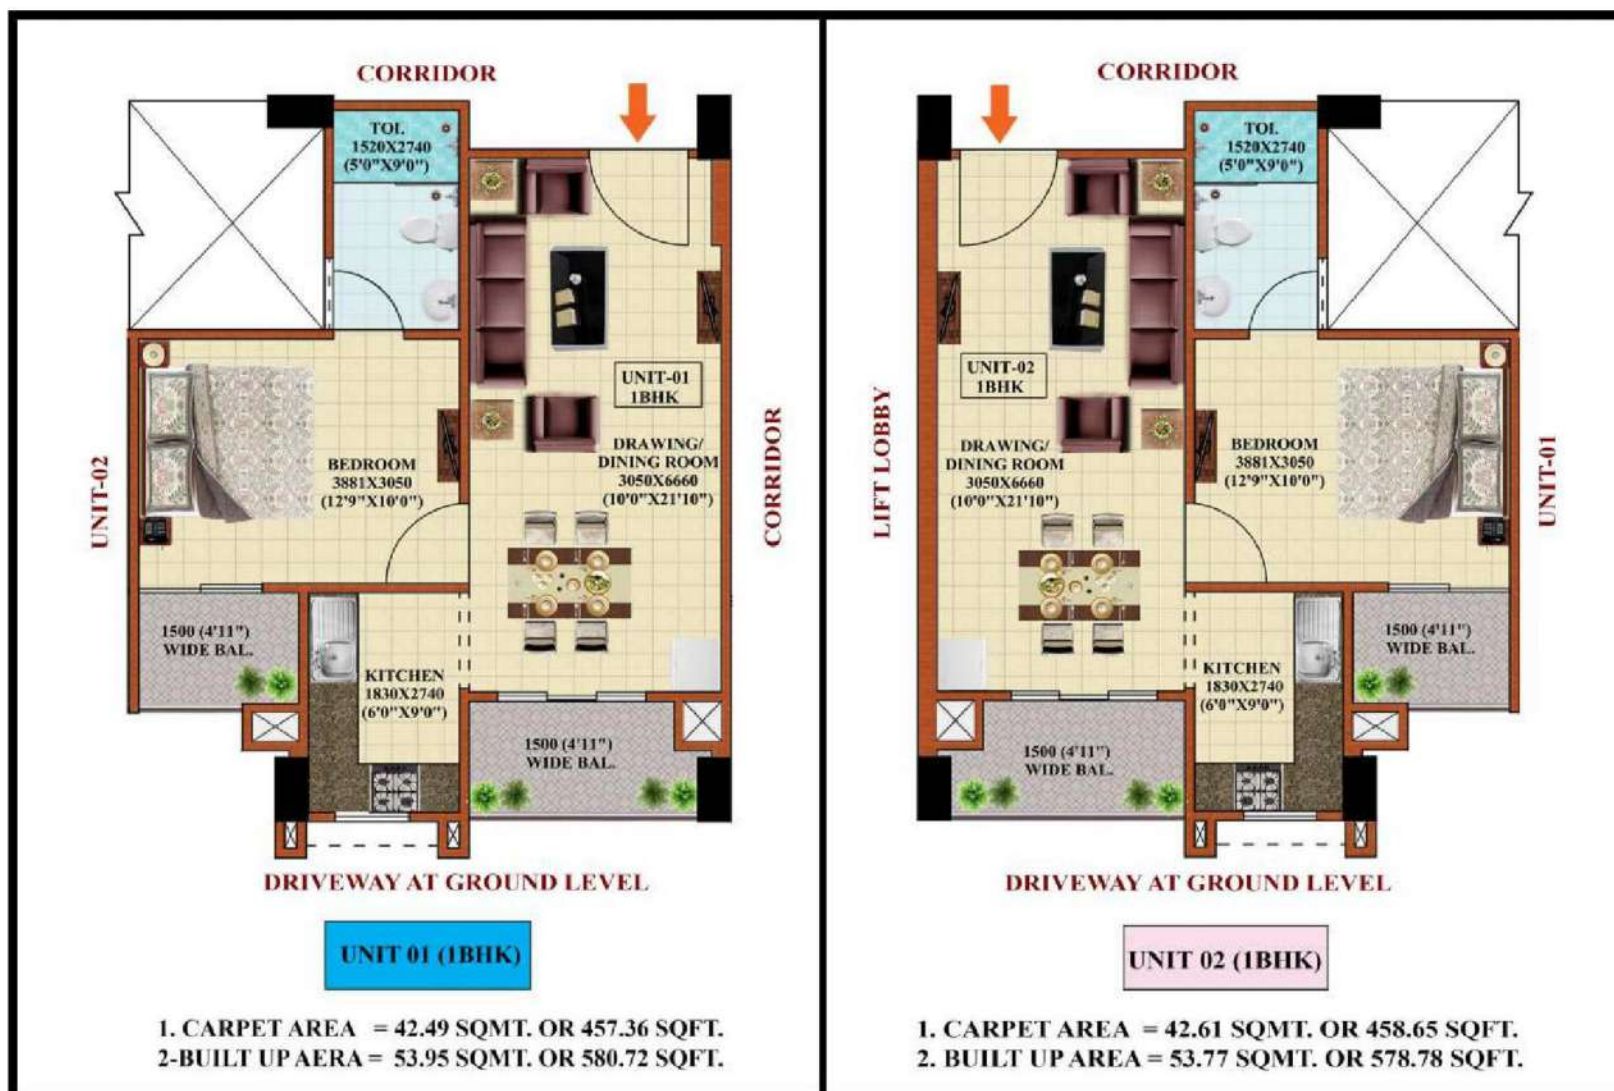 CORRIDOR
TOI.
1520X2740
(5'0"X9'0")
UNIT-01
1BHK
DRAWING/
DINING ROOM
3050X6660
(10'0"X21'10")
BEDROOM
3881X3050
(12'9"X10'0")
UNIT-02
CORRIDOR
1500 (4'11")
WIDE BAL.
KITCHEN
1830X2740
(6'0"X9'0")
1500 (4'11")
WIDE BAL.
DRIVEWAY AT GROUND LEVEL
UNIT 01 (1BHK)
1. CARPET AREA = 42.49 SQMT. OR 457.36 SQFT.
2-BUILT UP AERA = 53.95 SQMT. OR 580.72 SQFT.
CORRIDOR
TOI.
1520X2740
(5'0"X9'0")
UNIT-02
1BHK
LIFT LOBBY
DRAWING/
DINING ROOM
3050X6660
(10'0"X21'10")
BEDROOM
3881X3050
(12'9"X10'0")
UNIT-01
1500 (4'11")
WIDE BAL.
KITCHEN
1830X2740
(6'0"X9'0")
1500 (4'11")
WIDE BAL.
DRIVEWAY AT GROUND LEVEL
UNIT 02 (1BHK)
1. CARPET AREA = 42.61 SQMT. OR 458.65 SQFT.
2. BUILT UP AREA = 53.77 SQMT. OR 578.78 SQFT.